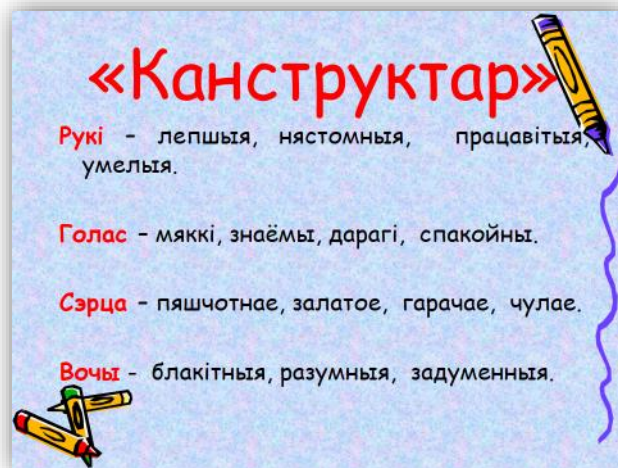 «Канструктар»
Рукі - лепшыя, нястомныя, працавітыя,
умелыя.
Голас - мяккі, знаёмы, дарагі, спакойны.
Сэрца - пяшчотнае, залатое, гарачае, чулае.
Вочы - блакітныя, разумныя, задуменныя.